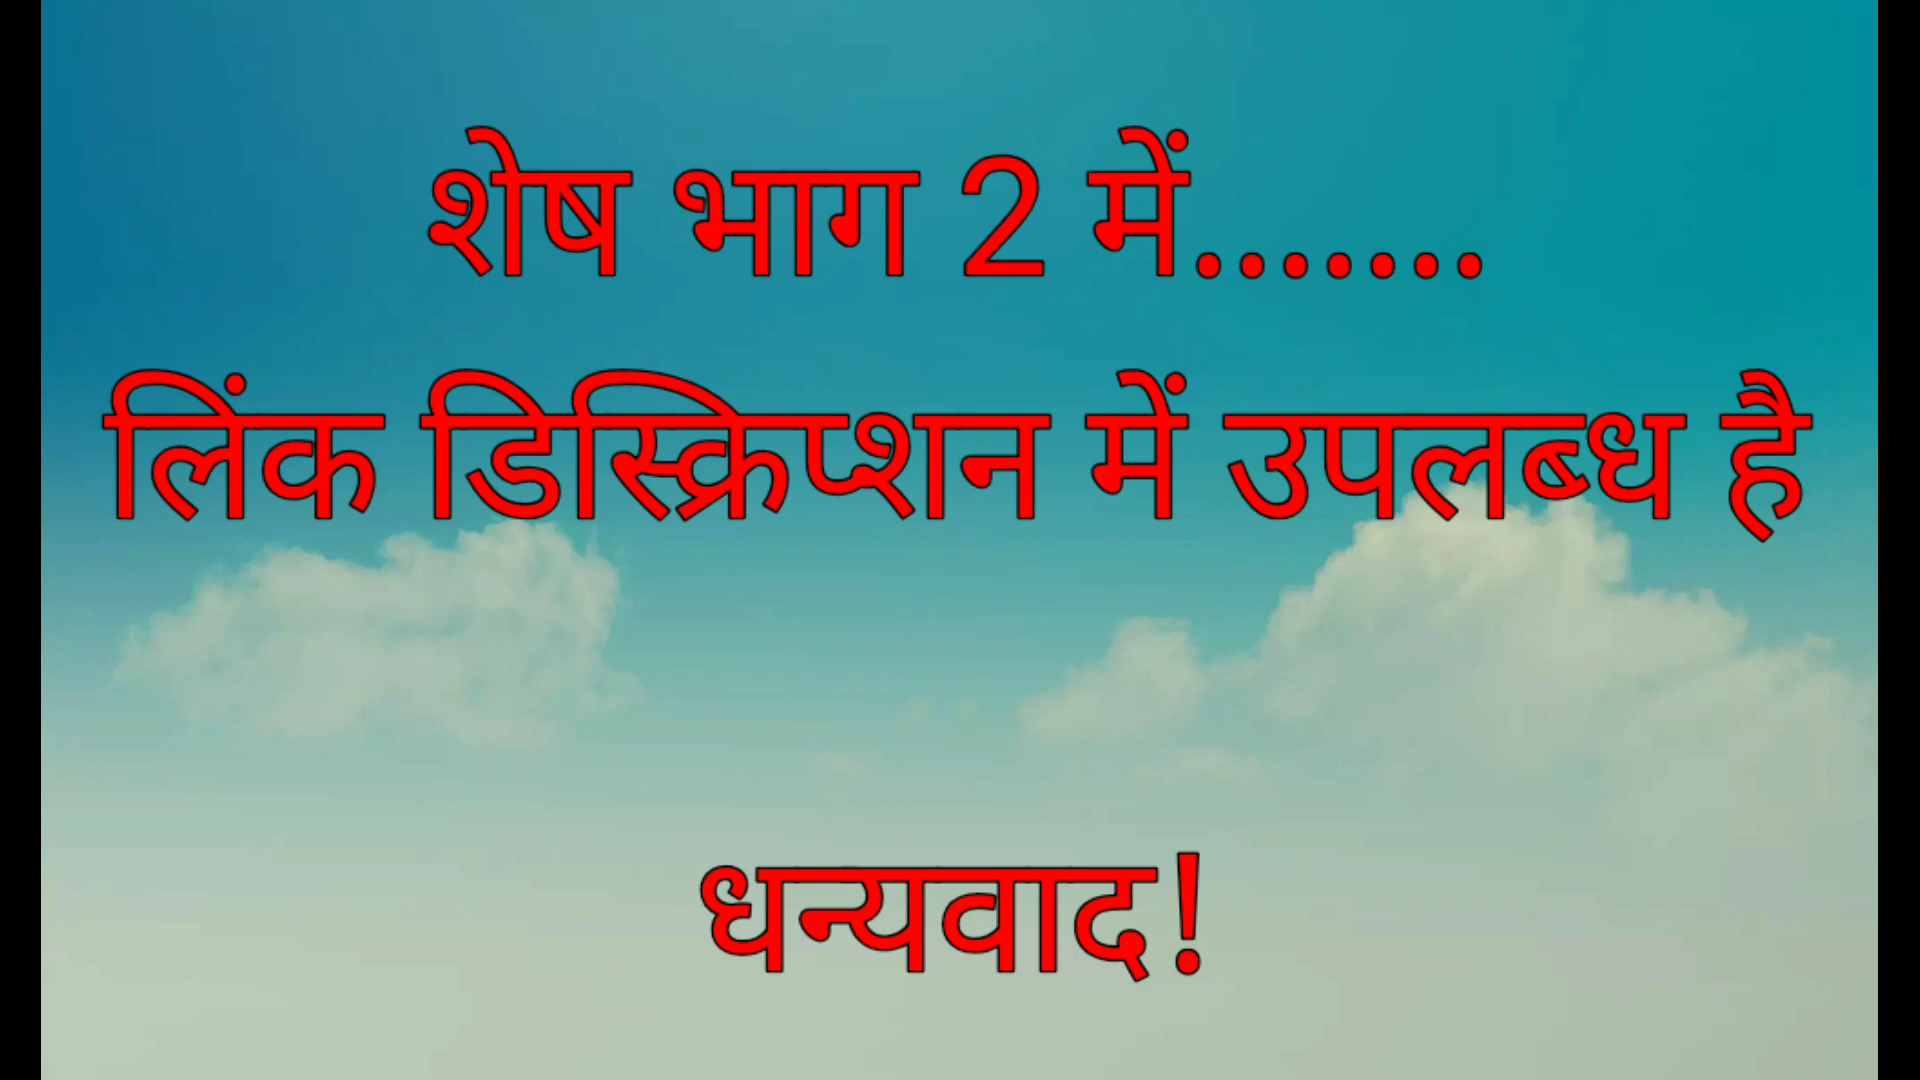 शेष भाग 2 में.......
लिंक डिस्क्रिप्शन में उपलब्ध है
धन्यवाद!